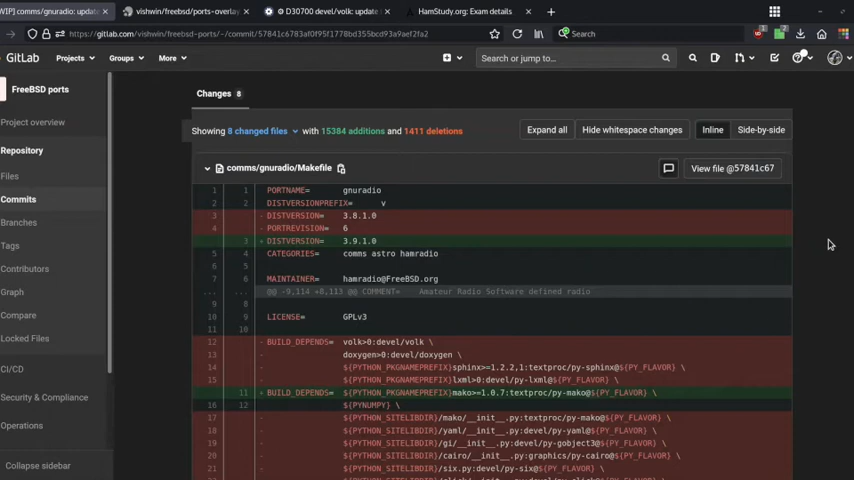 WIP] comms/gnuradio: updat
vishwin/freebsd/ports-overlay
D30700 devel/volk: update
HamStudy.org: Exam details
https://gitlab.com/vishwin/freebsd-ports/-/commit/57841c6783af0f95f1778bd355bcd93a9ef2fa2
Search
GitLab
Projects
Groups
More
Search or jump to...
FreeBSD ports
Project overview
Repository
Files
Commits
Branches
Tags
Contributors
Graph
Compare
Locked Files
CI/CD
Security & Compliance
Operations
Collapse sidebar
Changes 8
Showing 8 changed files with 15384 additions and 1411 deletions
Expand all
Hide whitespace changes
Inline
Side-by-side
comms/gnuradio/Makefile
View file @57841c67
1 1 PORTNAME= gnuradio
2 2 DISTVERSIONPREFIX= v
3 - DISTVERSION= 3.8.1.0
4 - PORTREVISION= 6
3 + DISTVERSION= 3.9.1.0
5 4 CATEGORIES= comms astro hamradio
6 5
7 6 MAINTAINER= hamradio@FreeBSD.org
... ... @@ -9,114 +8,113 @@ COMMENT= Amateur Radio Software defined radio
9 8
10 9 LICENSE= GPLv3
11 10
12 - BUILD_DEPENDS= volk>0:devel/volk \
13 - doxygen>0:devel/doxygen \
14 - ${PYTHON_PKGNAMEPREFIX}sphinx>=1.2.2,1:textproc/py-sphinx@${PY_FLAVOR} \
15 - ${PYTHON_PKGNAMEPREFIX}lxml>0:devel/py-lxml@${PY_FLAVOR} \
11 + BUILD_DEPENDS= ${PYTHON_PKGNAMEPREFIX}mako>=1.0.7:textproc/py-mako@${PY_FLAVOR} \
16 12 ${PYNUMPY} \
17 - ${PYTHON_SITELIBDIR}/mako/__init__.py:textproc/py-mako@${PY_FLAVOR} \
18 - ${PYTHON_SITELIBDIR}/yaml/__init__.py:devel/py-yaml@${PY_FLAVOR} \
19 - ${PYTHON_SITELIBDIR}/gi/__init__.py:devel/py-gobject3@${PY_FLAVOR} \
20 - ${PYTHON_SITELIBDIR}/cairo/__init__.py:graphics/py-cairo@${PY_FLAVOR} \
21 - ${PYTHON_SITELIBDIR}/six.py:devel/py-six@${PY_FLAVOR} \